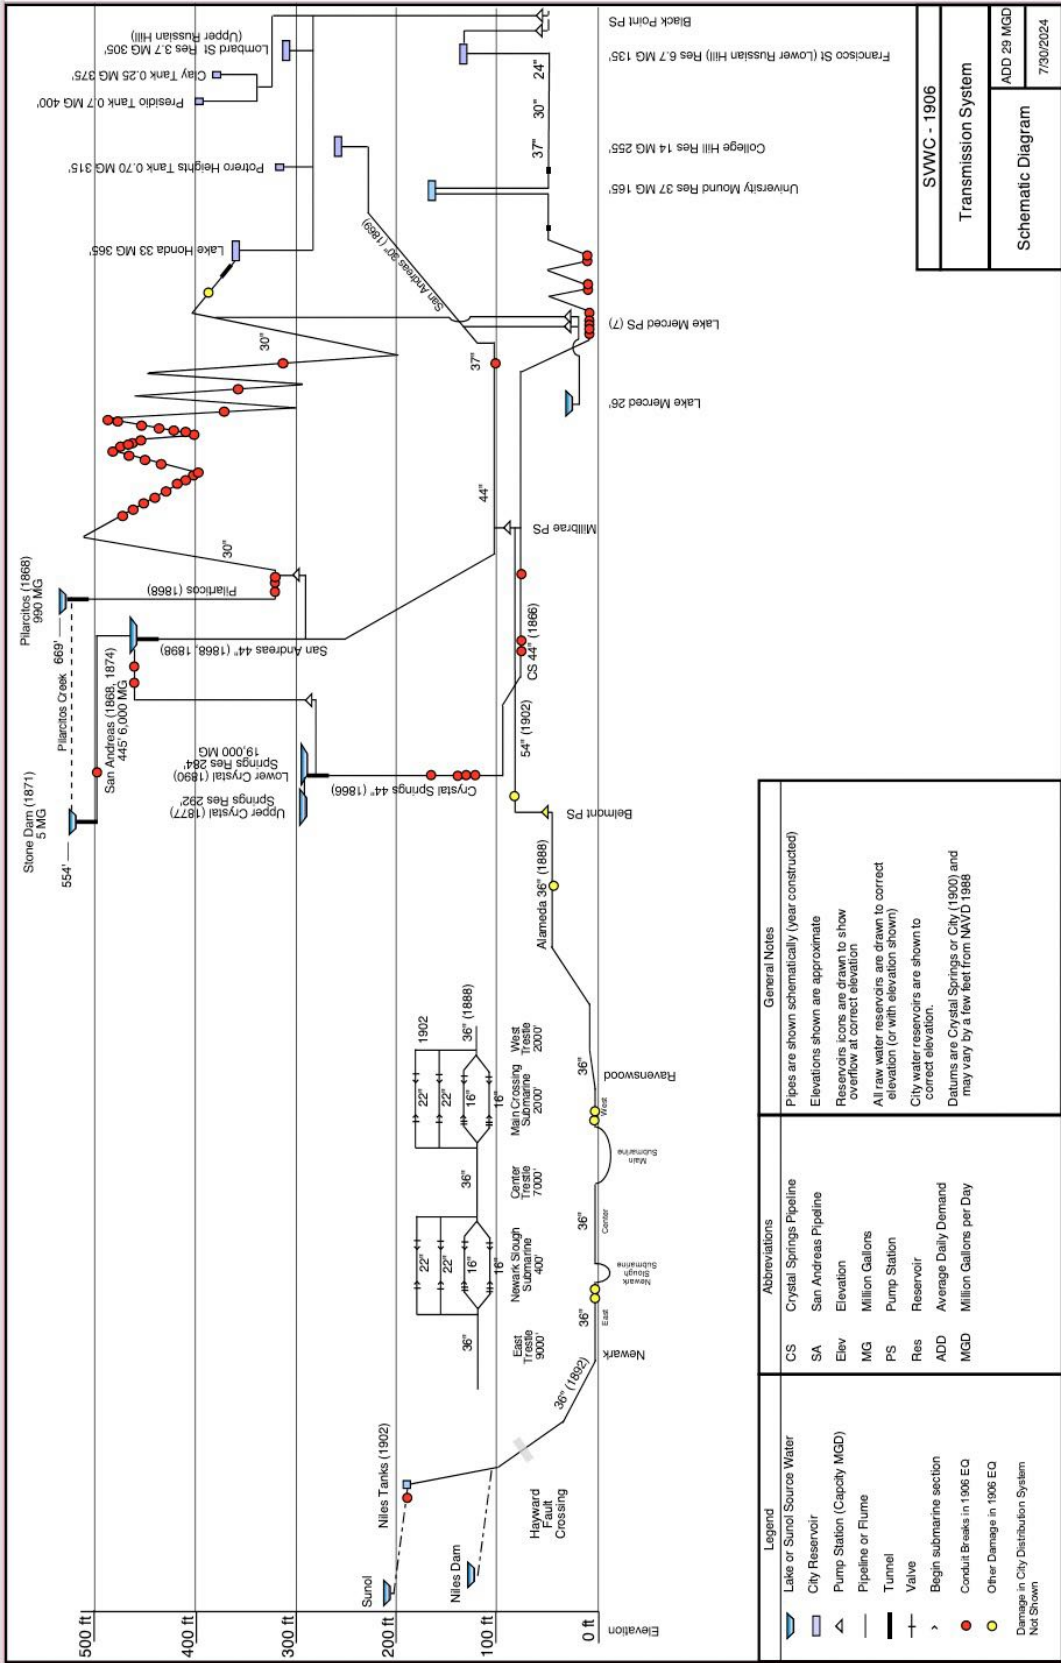 Stone Dam (1871)
5 MG
554'
Pilarcitos Creek
669'
Pilarcitos (1868)
990 MG
San Andreas (1868, 1874)
445' 6,000 MG
Upper Crystal (1877)
Springs Res 292'
Lower Crystal (1890)
Springs Res 284'
19,000 MG
San Andreas 44" (1868, 1898)
Pilarticos (1868)
30"
30"
Crystal Springs 44" (1866)
54" (1902)
CS 44" (1866)
44"
37"
San Andreas 30" (1869)
Lake Honda 33 MG 365'
Potrero Heights Tank 0.70 MG 315'
Presidio Tank 0.7 MG 400'
Clay Tank 0.25 MG 375'
Lombard St Res 3.7 MG 305'
(Upper Russian Hill)
Black Point PS
Francisco St (Lower Russian Hill) Res 6.7 MG 135'
24"
30"
37"
College Hill Res 14 MG 255'
University Mound 37 MG Res 165'
Lake Merced PS (7)
Lake Merced 26'
Millbrae PS
Belmont PS
Alameda 36" (1888)
500 ft
400 ft
300 ft
200 ft
100 ft
0 ft
Elevation
Sunol
Niles Dam
Niles Tanks (1902)
Hayward
Fault
Crossing
36" (1892)
Newark
36"
East
Newark
Slough
Submarine
36"
Center
Main
Submarine
West
36"
Ravenswood
36"
22"
22"
16"
16"
36"
22"
22"
16"
16"
1902
36" (1888)
East
Trestle
9000'
Newark Slough
Submarine
400'
Center
Trestle
7000'
Main Crossing
Submarine
2000'
West
Trestle
2000'
Legend
Lake or Sunol Source Water
City Reservoir
Pump Station (Capcity MGD)
Pipeline or Flume
Tunnel
Valve
Begin submarine section
Conduit Breaks in 1906 EQ
Other Damage in 1906 EQ
Damage in City Distribution System
Not Shown
Abbreviations
CS Crystal Springs Pipeline
SA San Andreas Pipeline
Elev Elevation
MG Million Gallons
PS Pump Station
Res Reservoir
ADD Average Daily Demand
MGD Million Gallons per Day
General Notes
Pipes are shown schematically (year constructed)
Elevations shown are approximate
Reservoirs icons are drawn to show
overflow at correct elevation
All raw water reservoirs are drawn to correct
elevation (or with elevation shown)
City water reservoirs are shown to
correct elevation.
Datums are Crystal Springs or City (1900) and
may vary by a few feet from NAVD 1988
SVWC - 1906
Transmission System
Schematic Diagram
ADD 29 MGD
7/30/2024